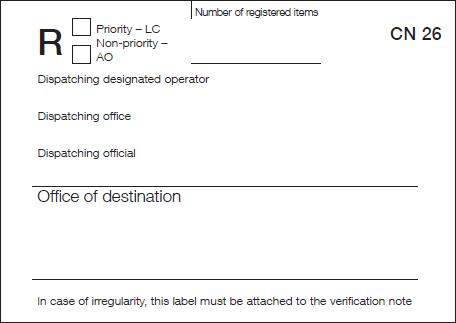 Number of registered items
R
Priority – LC
Non-priority –
AO
CN 26
Dispatching designated operator
Dispatching office
Dispatching official
Office of destination
In case of irregularity, this label must be attached to the verification note